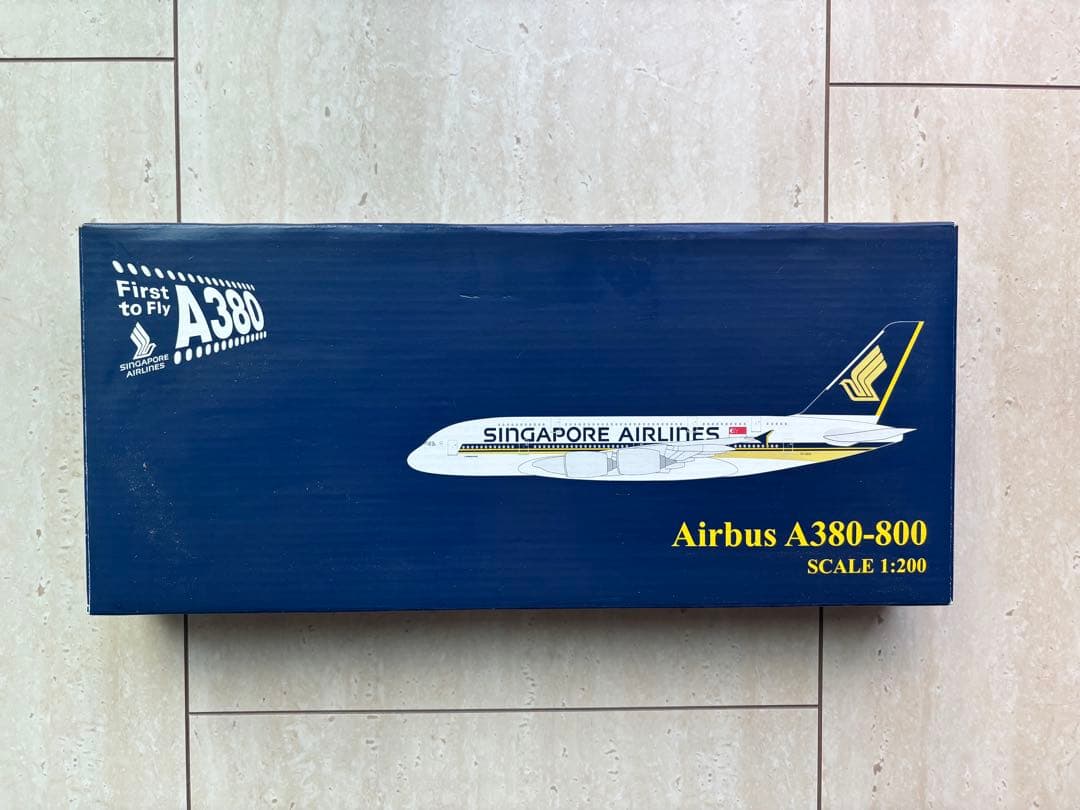 First
to Fly
A380
SINGAPORE
AIRLINES
SINGAPORE AIRLINES
Airbus A380-800
SCALE 1:200